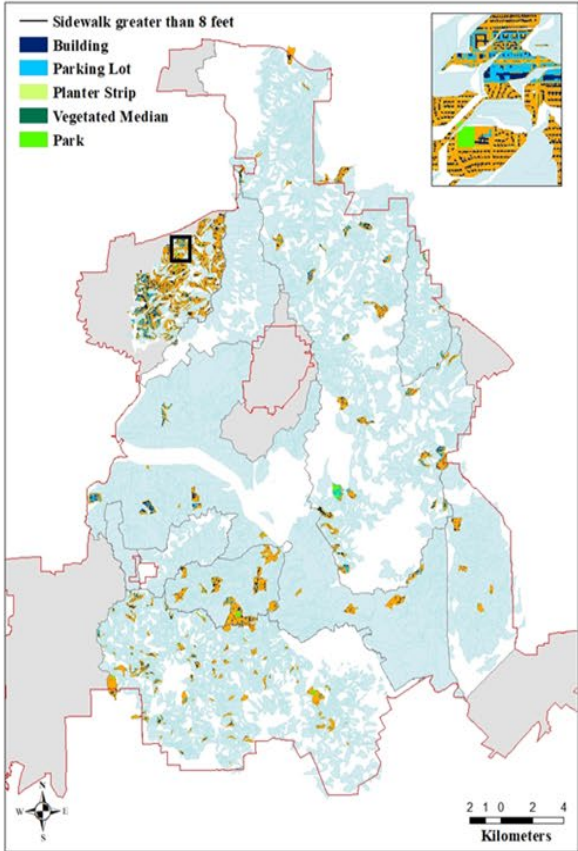 Sidewalk greater than 8 feet
Building
Parking Lot
Planter Strip
Vegetated Median
Park
N
W E
S
2 1 0 2 4
Kilometers